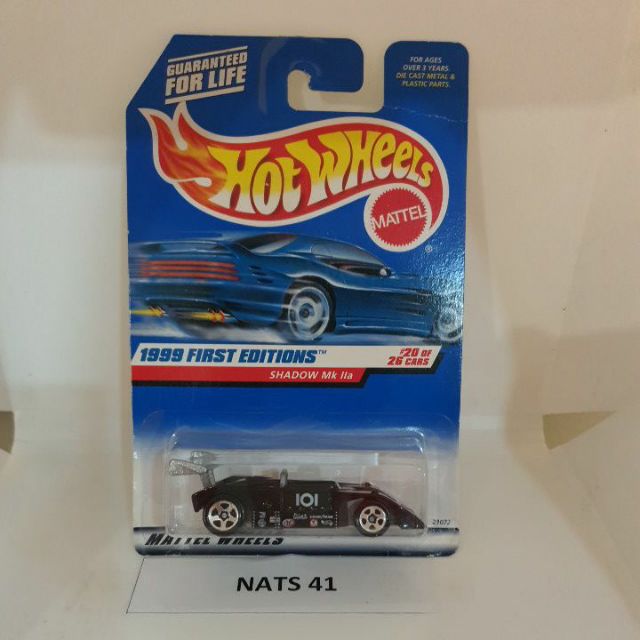 GUARANTEED
FOR LIFE
FOR AGES
OVER 3 YEARS.
DIE CAST METAL &
PLASTIC PARTS.
HOT WHEELS
MATTEL
®
1999 FIRST EDITIONS™
#20 OF
26 CARS
SHADOW Mk IIa
101
21072
MATTEL WHEELS
NATS 41